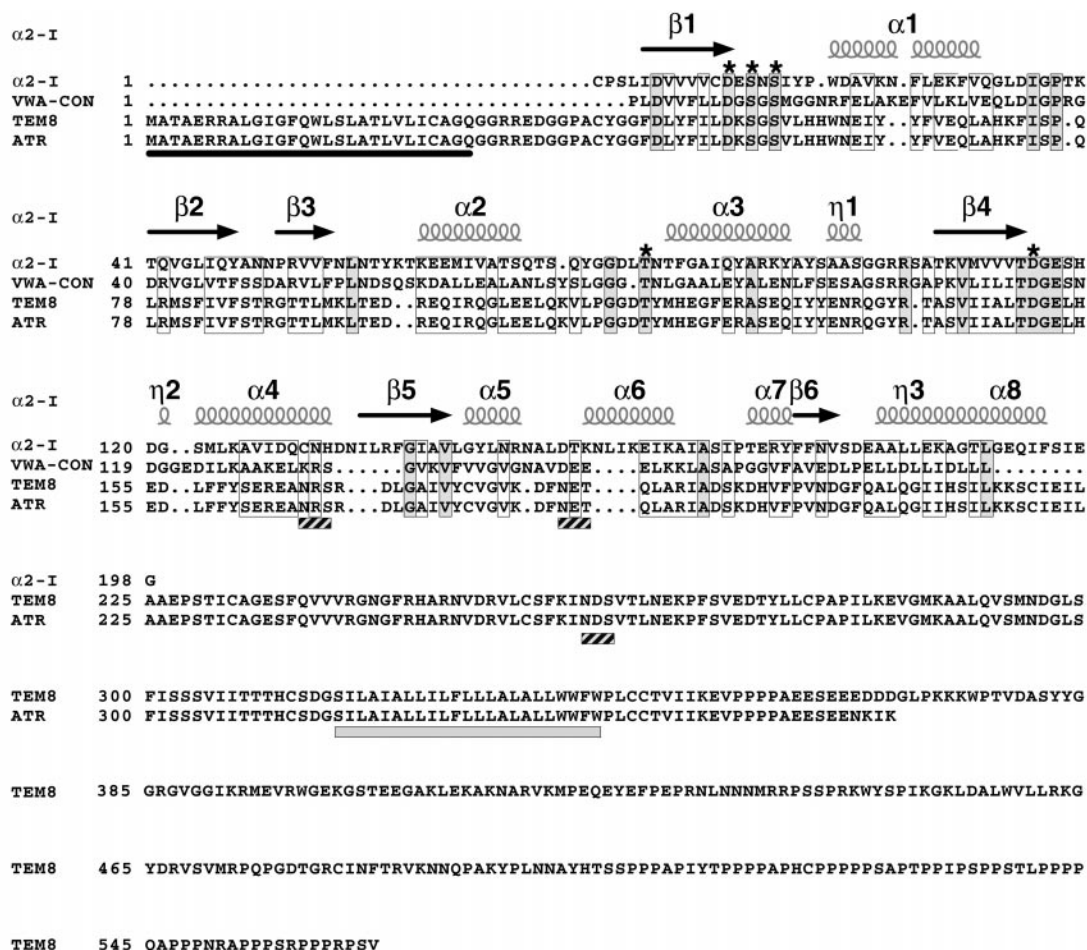 α2-I β1 α1
* * *
α2-I 1 ......................................CPSLIDVVVVCDESNSIYP.WDAVKN.FLEKFVQGLDIGPTK
VWA-CON 1 .........................................PLDVVFLLDGSGSMGGNRFELAKEFVLKLVEQLDIGPRG
TEM8 1 MATAERRALGIGFQWLSLATLVLICAGQGGRREDGGPACYGGFDLYFILDKSGSVLHHWNEIY..YFVEQLAHKFISP.Q
ATR 1 MATAERRALGIGFQWLSLATLVLICAGQGGRREDGGPACYGGFDLYFILDKSGSVLHHWNEIY..YFVEQLAHKFISP.Q
α2-I β2 β3 α2 α3 η1 β4
* *
α2-I 41 TQVGLIQYANNPRVVFNLNTYKTKEEMIVATSQTS.QYGGDLTNTFGAIQYARKYAYSAASGGRRSATKVMVVVTDGESH
VWA-CON 40 DRVGLVTFSSDARVLFPLNDSQSKDALLEALANLSYSLGGG.TNLGAALEYALENLFSESAGSRRGAPKVLILITDGESN
TEM8 78 LRMSFIVFSTRGTTLMKLTED..REQIRQGLEELQKVLPGGDTYMHEGFERASEQIYYENRQGYR.TASVIIALTDGELH
ATR 78 LRMSFIVFSTRGTTLMKLTED..REQIRQGLEELQKVLPGGDTYMHEGFERASEQIYYENRQGYR.TASVIIALTDGELH
α2-I η2 α4 β5 α5 α6 α7 β6 η3 α8
α2-I 120 DG..SMLKAVIDQCNHDNILRFGIAVLGYLNRNALDTKNLIKEIKAIASIPTERYFFNVSDEAALLEKAGTLGEQIFSIE
VWA-CON 119 DGGEDILKAAKELKRS....GVKVFVVGVGNAVDEE....ELKKLASAPGGVFAVEDLPELLDLLIDLLL........
TEM8 155 ED..LFFYSEREANRSR...DLGAIVYCVGVK.DFNET....QLARIADSKDHVFPVNDGFQALQGIIHSILKKSCIEIL
ATR 155 ED..LFFYSEREANRSR...DLGAIVYCVGVK.DFNET....QLARIADSKDHVFPVNDGFQALQGIIHSILKKSCIEIL
α2-I 198 G
TEM8 225 AAEPSTICAGESFQVVVRGNGFRHARNVDRVLCSFKINDSVTLNEKPFSVEDTYLLCPAPILKEVGMKAALQVSMNDGLS
ATR 225 AAEPSTICAGESFQVVVRGNGFRHARNVDRVLCSFKINDSVTLNEKPFSVEDTYLLCPAPILKEVGMKAALQVSMNDGLS
TEM8 300 FISSSVIITTTHCSDGSILAIALLILFLLLALALLWWFWPLCCTVIIKEVPPPPAEESEEEDDDGLPKKKWPTVDASYYG
ATR 300 FISSSVIITTTHCSDGSILAIALLILFLLLALALLWWFWPLCCTVIIKEVPPPPAEESEENKIK
TEM8 385 GRGVGGIKRMEVRWGEKGSTEEGAKLEKAKNARVKMPEQEYEFPEPRNLNNNMRRPSSPRKWYSPIKGKLDALWVLLRKG
TEM8 465 YDRVSVMRPQPGDTGRCINFTRVKNNQPAKYPLNNAYHTSSPPPAPIYTPPPPAPHCPPPPPSAPTPPIPSPPSTLPPPP
TEM8 545 QAPPPNRAPPPSRPPPRPSV